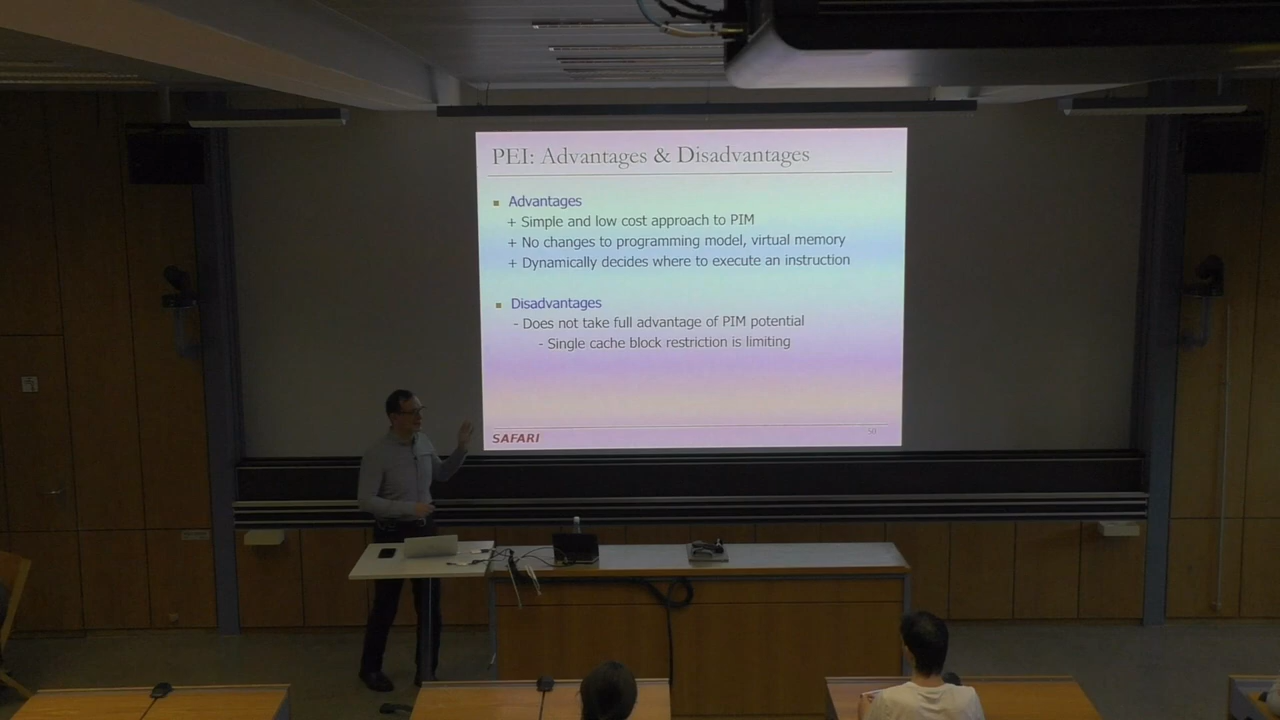 PEI: Advantages & Disadvantages
Advantages
+ Simple and low cost approach to PIM
+ No changes to programming model, virtual memory
+ Dynamically decides where to execute an instruction
Disadvantages
- Does not take full advantage of PIM potential
- Single cache block restriction is limiting
SAFARI
50